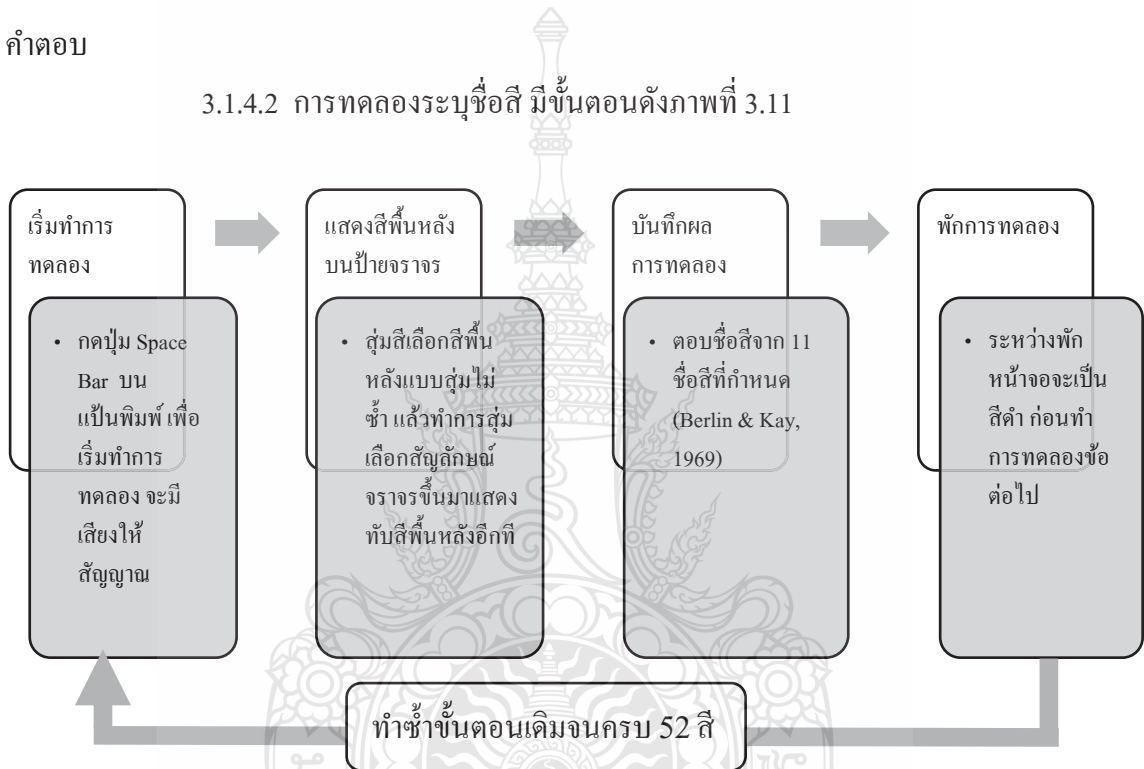 คำตอบ
3.1.4.2 การทดลองระบุชื่อสี มีขั้นตอนดังภาพที่ 3.11
เริ่มทำการ
ทดลอง
• กดปุ่ม Space
Bar บน
แป้นพิมพ์ เพื่อ
เริ่มทำการ
ทดลอง จะมี
เสียงให้
สัญญาณ
แสดงสีพื้นหลัง
บนป้ายจราจร
• สุ่มสีเลือกสีพื้น
หลังแบบสุ่มไม่
ซ้ำ แล้วทำการสุ่ม
เลือกสัญลักษณ์
จราจรขึ้นมาแสดง
ทับสีพื้นหลังอีกที
บันทึกผล
การทดลอง
• ตอบชื่อสีจาก 11
ชื่อสีที่กำหนด
(Berlin & Kay,
1969)
พักการทดลอง
• ระหว่างพัก
หน้าจอจะเป็น
สีดำ ก่อนทำ
การทดลองข้อ
ต่อไป
ทำซ้ำขั้นตอนเดิมจนครบ 52 สี